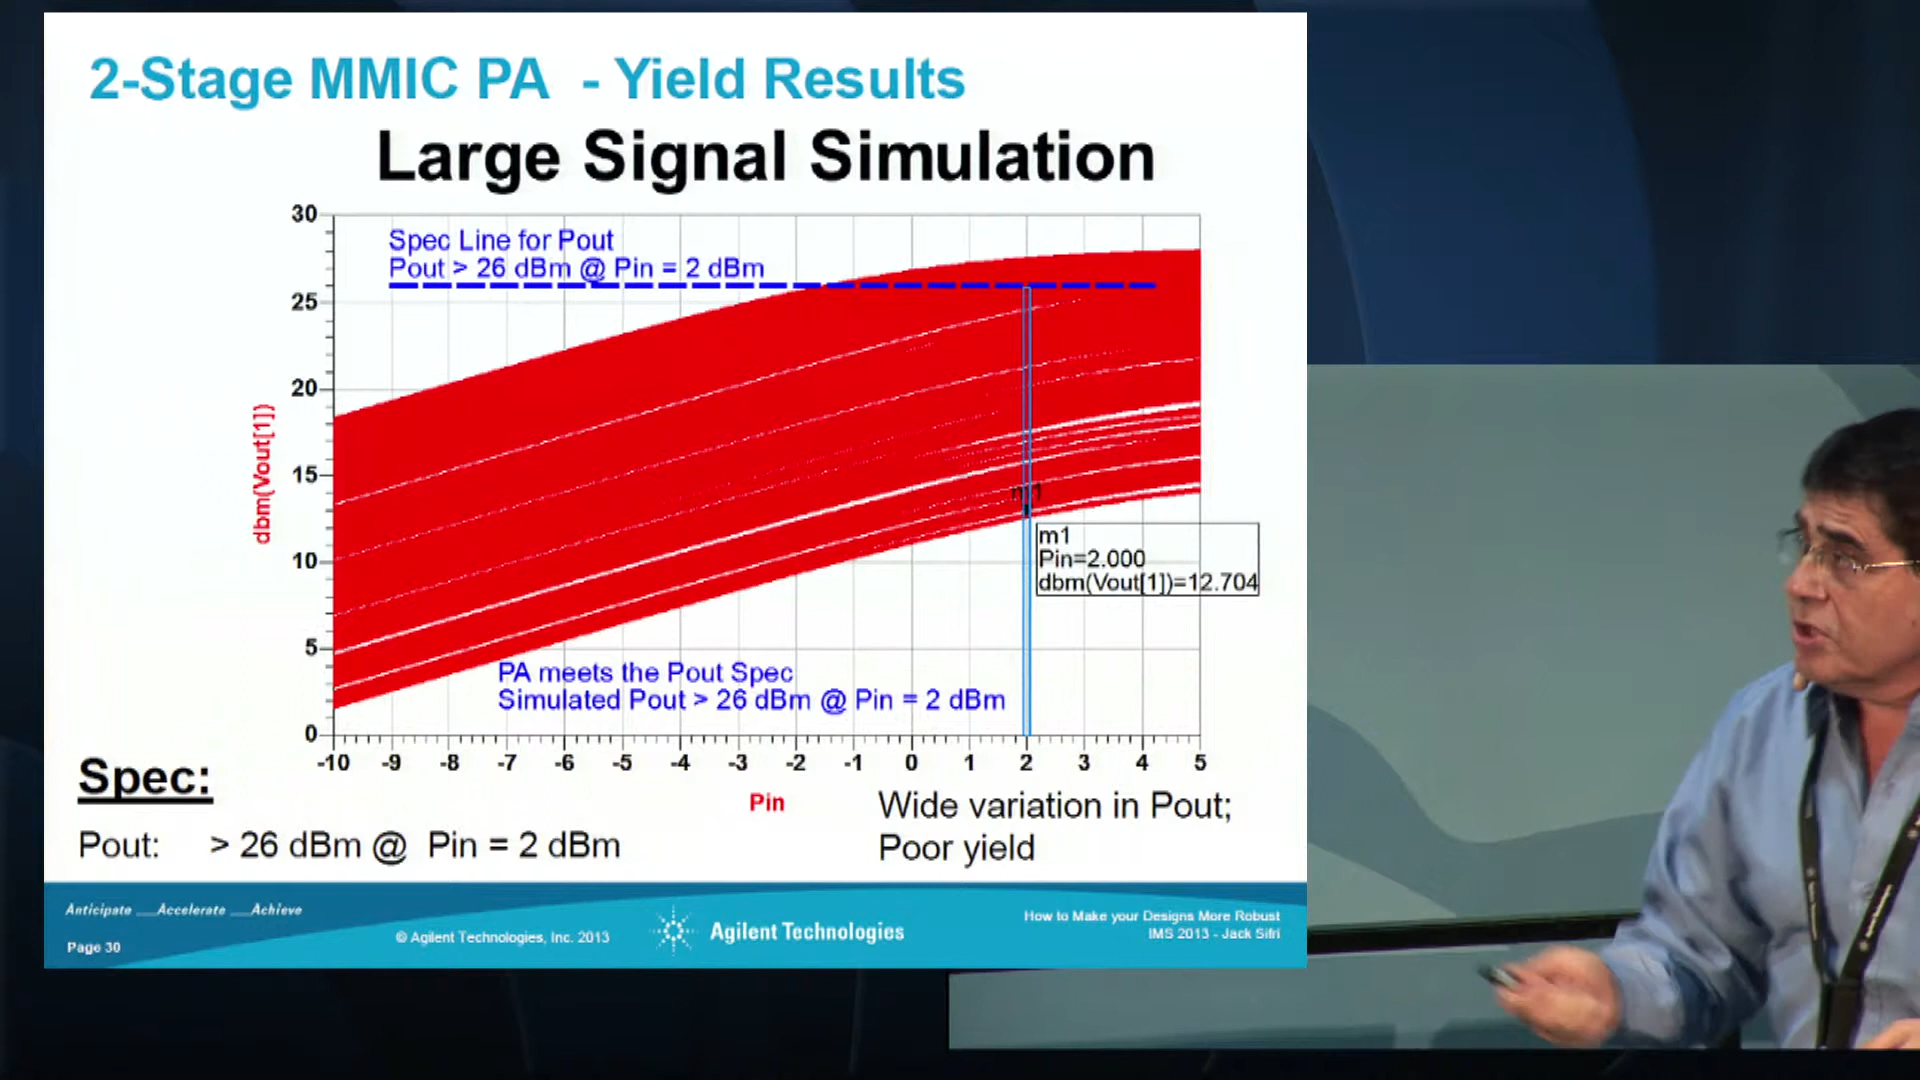 2-Stage MMIC PA - Yield Results
Large Signal Simulation
30
25
20
15
10
5
0
dbm(Vout[1])
Spec Line for Pout
Pout > 26 dBm @ Pin = 2 dBm
m1
m1
Pin=2.000
dbm(Vout[1])=12.704
PA meets the Pout Spec
Simulated Pout > 26 dBm @ Pin = 2 dBm
-10 -9 -8 -7 -6 -5 -4 -3 -2 -1 0 1 2 3 4 5
Pin
Spec:
Pout: > 26 dBm @ Pin = 2 dBm
Wide variation in Pout;
Poor yield
Anticipate __Accelerate __Achieve
Page 30
© Agilent Technologies, Inc. 2013
Agilent Technologies
How to Make your Designs More Robust
IMS 2013 - Jack Sifri